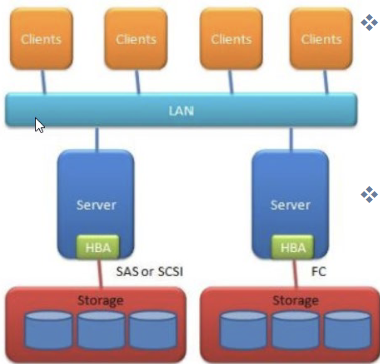 Clients Clients Clients Clients
LAN
Server Server
HBA HBA
SAS or SCSI FC
Storage Storage